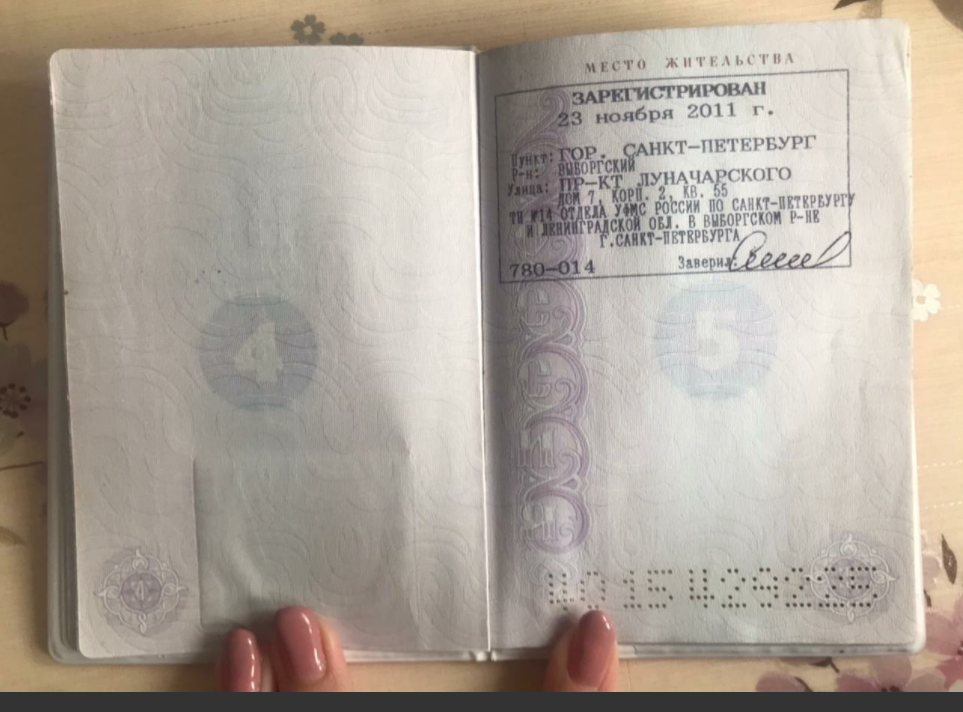 МЕСТО ЖИТЕЛЬСТВА
ЗАРЕГИСТРИРОВАН
23 ноября 2011 г.
Пункт: ГОР. САНКТ-ПЕТЕРБУРГ
Р-н: ВЫБОРГСКИЙ
Улица: ПР-КТ ЛУНАЧАРСКОГО
ДОМ 7, КОРП. 2, КВ. 55
ТП №14 ОТДЕЛА УФМС РОССИИ ПО САНКТ-ПЕТЕРБУРГУ
И ЛЕНИНГРАДСКОЙ ОБЛ. В ВЫБОРГСКОМ Р-НЕ
Г.САНКТ-ПЕТЕРБУРГА
780-014 Заверил:
4
5